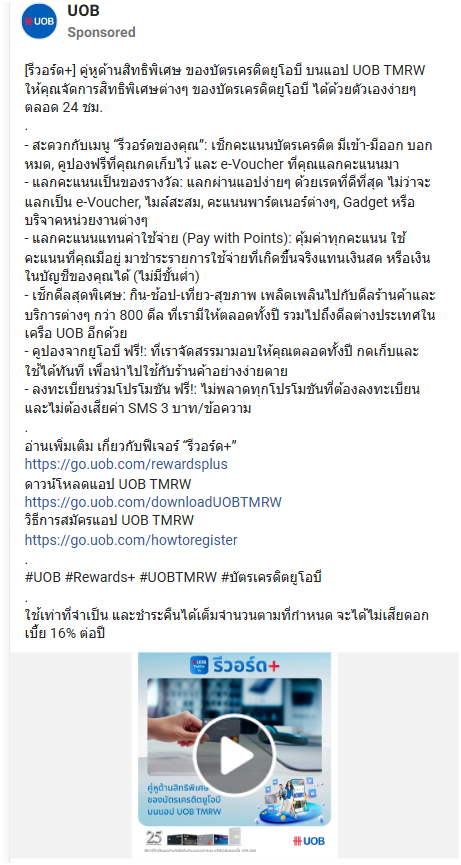 UOB
UOB
Sponsored
[รีวอร์ด+] คู่หูด้านสิทธิพิเศษ ของบัตรเครดิตยูโอบี บนแอป UOB TMRW
ให้คุณจัดการสิทธิพิเศษต่างๆ ของบัตรเครดิตยูโอบี ได้ด้วยตัวเองง่ายๆ
ตลอด 24 ชม.
.
- สะดวกกับเมนู “รีวอร์ดของคุณ”: เช็กคะแนนบัตรเครดิต มีเข้า-มีออก บอก
หมด, คูปองฟรีที่คุณกดเก็บไว้ และ e-Voucher ที่คุณแลกคะแนนมา
- แลกคะแนนเป็นของรางวัล: แลกผ่านแอปง่ายๆ ด้วยเรตที่ดีที่สุด ไม่ว่าจะ
แลกเป็น e-Voucher, ไมล์สะสม, คะแนนพาร์ตเนอร์ต่างๆ, Gadget หรือ
บริจาคหน่วยงานต่างๆ
- แลกคะแนนแทนค่าใช้จ่าย (Pay with Points): คุ้มค่าทุกคะแนน ใช้
คะแนนที่คุณมีอยู่ มาชำระรายการใช้จ่ายที่เกิดขึ้นจริงแทนเงินสด หรือเงิน
ในบัญชีของคุณได้ (ไม่มีขั้นต่ำ)
- เช็กดีลสุดพิเศษ: กิน-ช้อป-เที่ยว-สุขภาพ เพลิดเพลินไปกับดีลร้านค้าและ
บริการต่างๆ กว่า 800 ดีล ที่เรามีให้ตลอดทั้งปี รวมไปถึงดีลต่างประเทศใน
เครือ UOB อีกด้วย
- คูปองจากยูโอบี ฟรี!: ที่เราจัดสรรมามอบให้คุณตลอดทั้งปี กดเก็บและ
ใช้ได้ทันที เพื่อนำไปใช้กับร้านค้าอย่างง่ายดาย
- ลงทะเบียนร่วมโปรโมชัน ฟรี!: ไม่พลาดทุกโปรโมชันที่ต้องลงทะเบียน
และไม่ต้องเสียค่า SMS 3 บาท/ข้อความ
.
อ่านเพิ่มเติม เกี่ยวกับฟีเจอร์ “รีวอร์ด+”
https://go.uob.com/rewardsplus
ดาวน์โหลดแอป UOB TMRW
https://go.uob.com/downloadUOBTMRW
วิธีการสมัครแอป UOB TMRW
https://go.uob.com/howtoregister
.
#UOB #Rewards+ #UOBTMRW #บัตรเครดิตยูโอบี
.
ใช้เท่าที่จำเป็น และชำระคืนได้เต็มจำนวนตามที่กำหนด จะได้ไม่เสียดอก
เบี้ย 16% ต่อปี
UOB TMRW รีวอร์ด+
คู่หูด้านสิทธิพิเศษ
ของบัตรเครดิตยูโอบี
บนแอป UOB TMRW
25
UOB